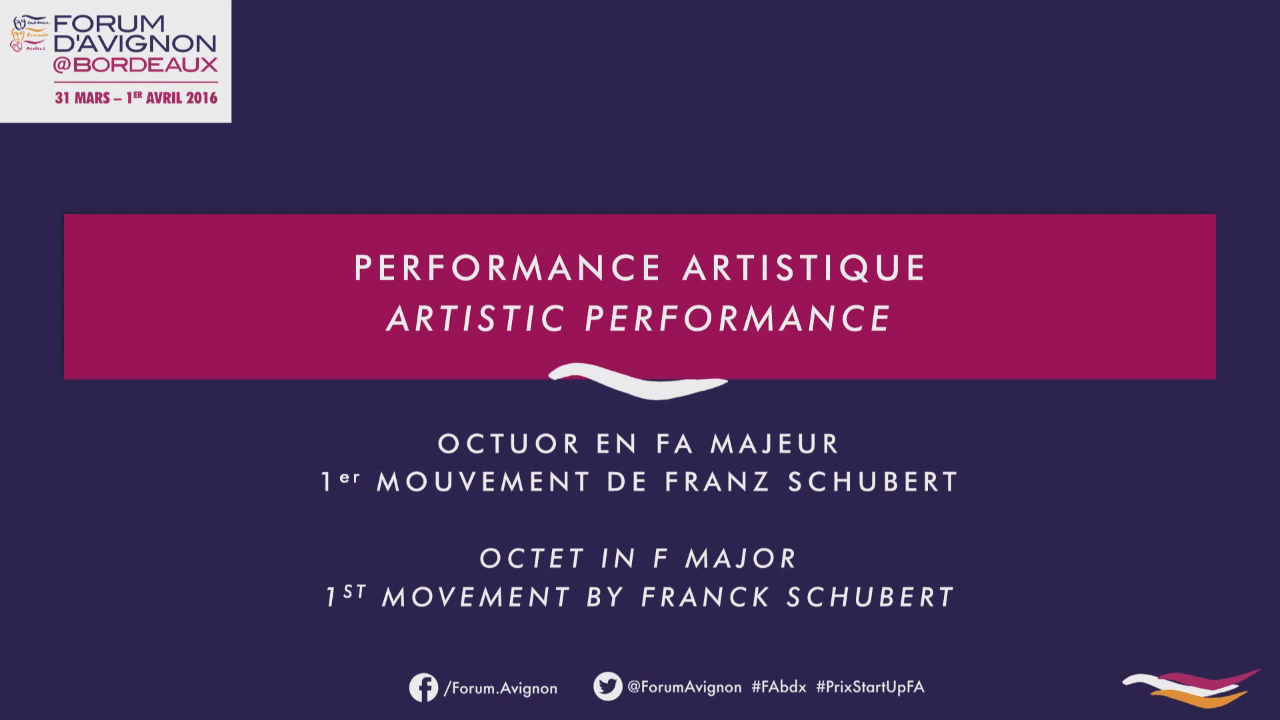 FORUM
D'AVIGNON
@BORDEAUX
31 MARS – 1ER AVRIL 2016
PERFORMANCE ARTISTIQUE
ARTISTIC PERFORMANCE
OCTUOR EN FA MAJEUR
1er MOUVEMENT DE FRANZ SCHUBERT
OCTET IN F MAJOR
1ST MOVEMENT BY FRANCK SCHUBERT
/Forum.Avignon
@ForumAvignon #FAbdx #PrixStartUpFA